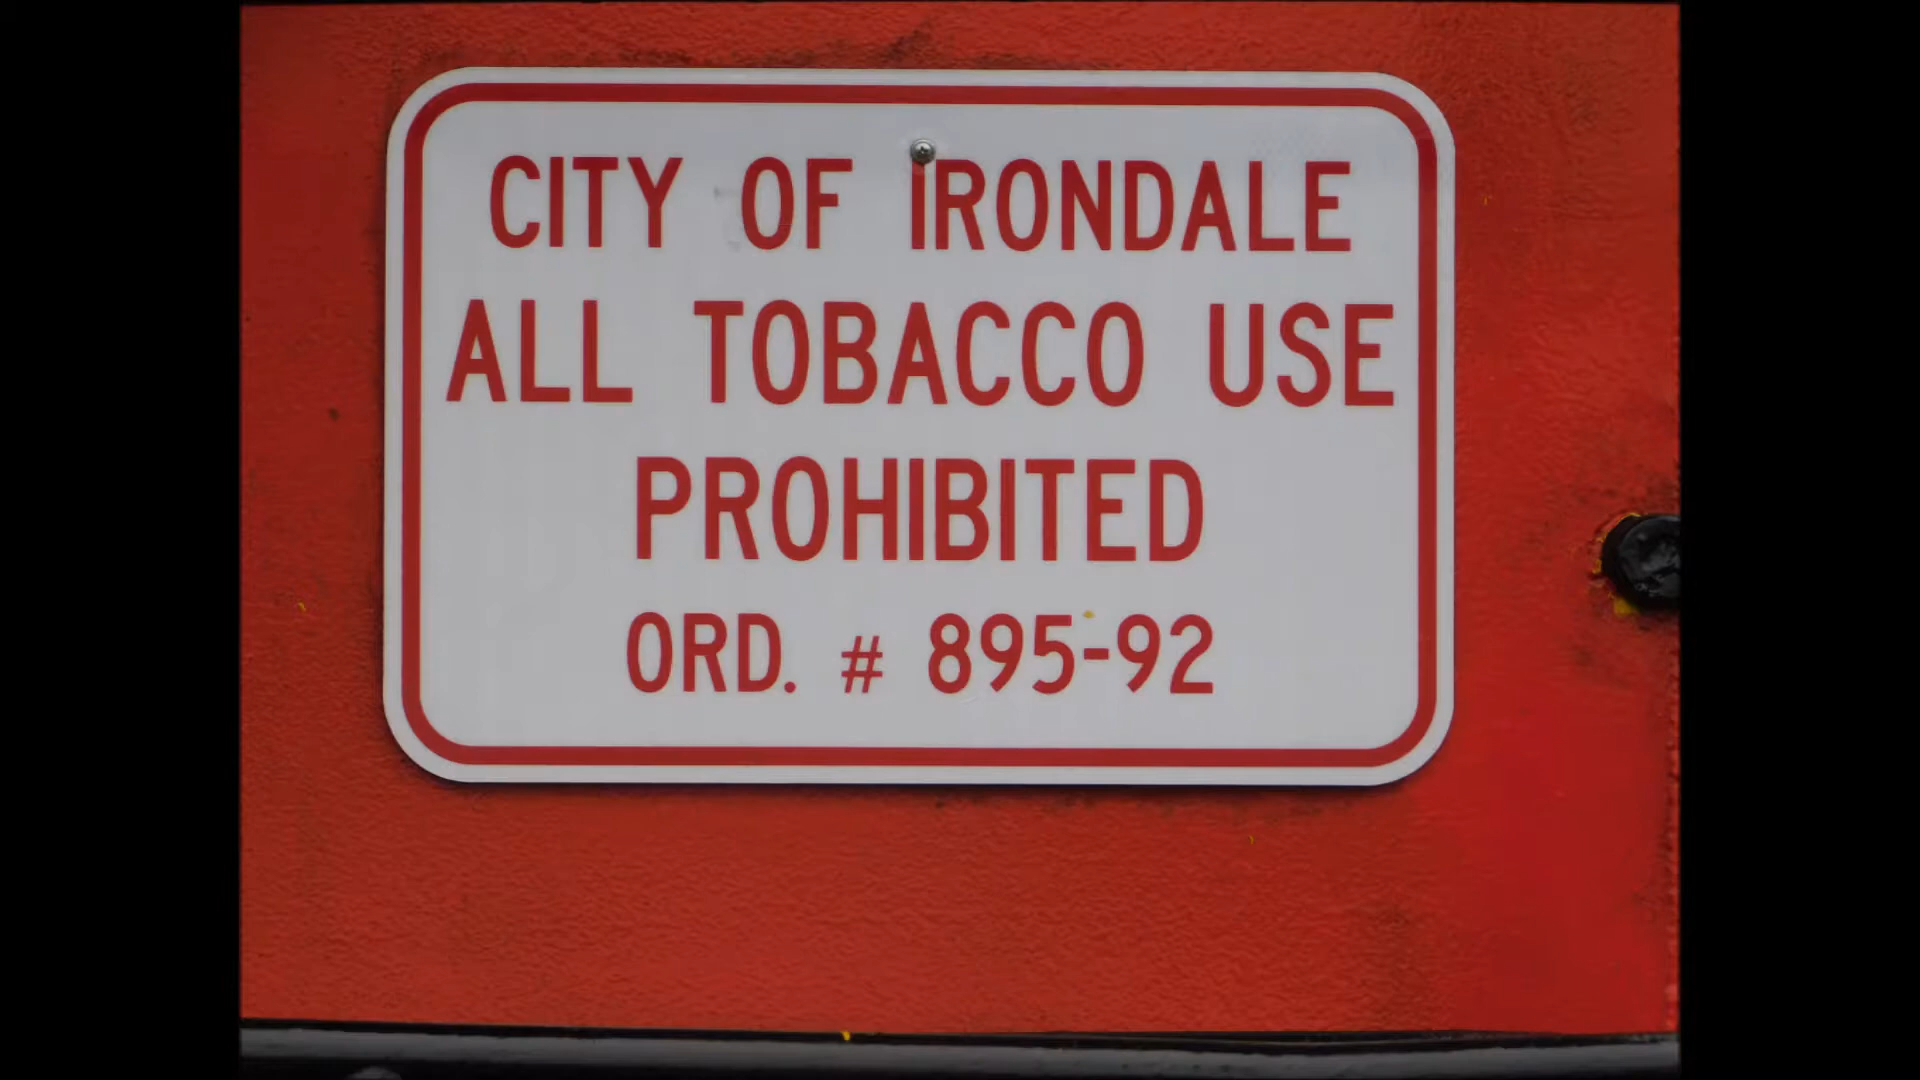 CITY OF IRONDALE
ALL TOBACCO USE
PROHIBITED
ORD. # 895-92